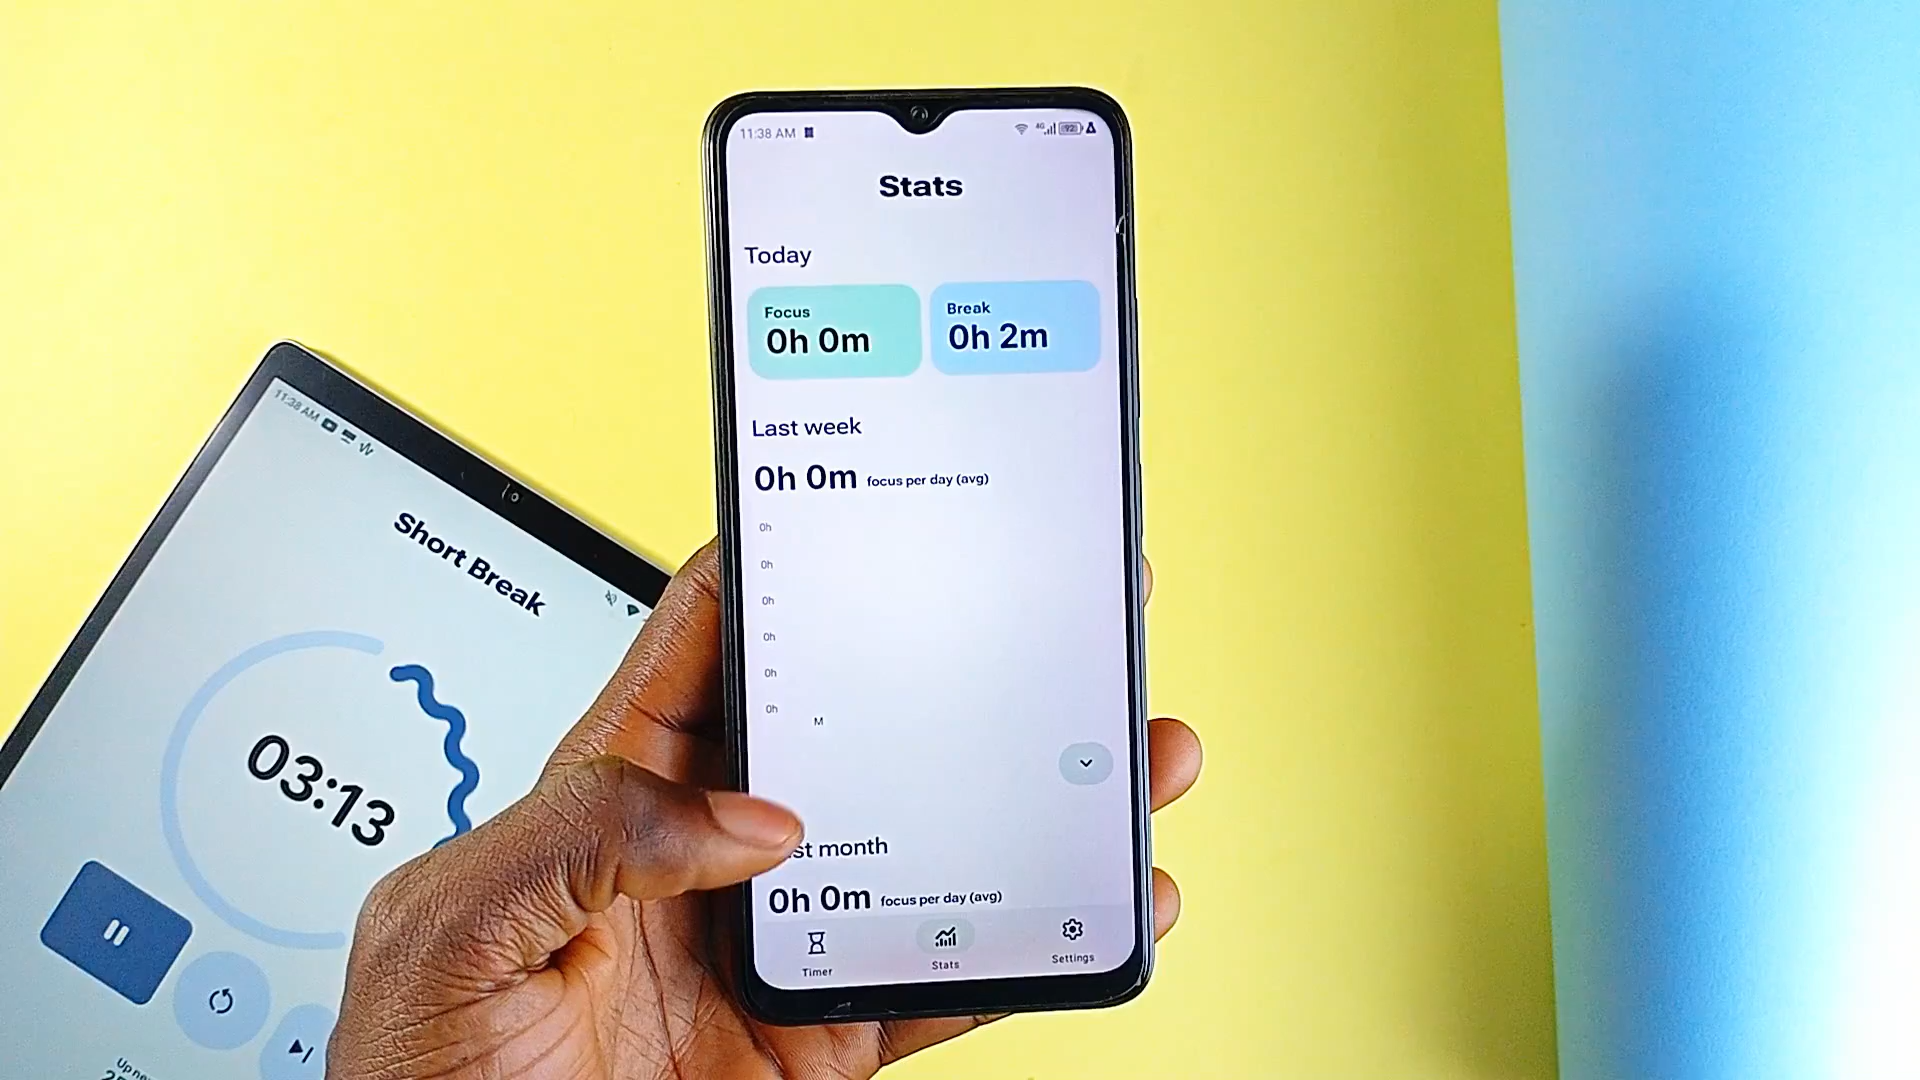 11:38 AM
4G 92
Stats
Today
Focus
0h 0m
Break
0h 2m
Last week
0h 0m focus per day (avg)
0h
0h
0h
0h
0h
0h
M
st month
0h 0m focus per day (avg)
Timer
Stats
Settings
11:38 AM
Short Break
03:13